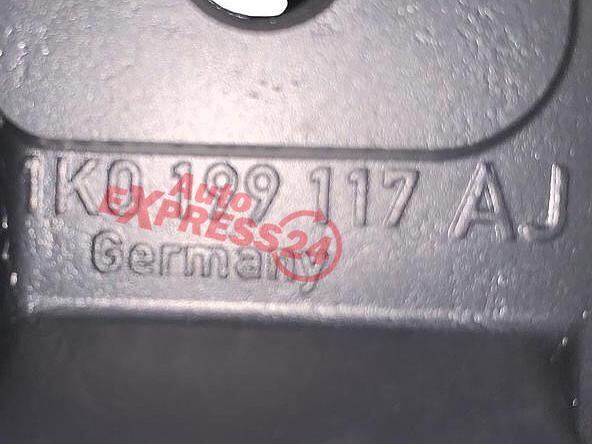 1K0 199 117 AJ
Germany
Auto
EXPRESS24